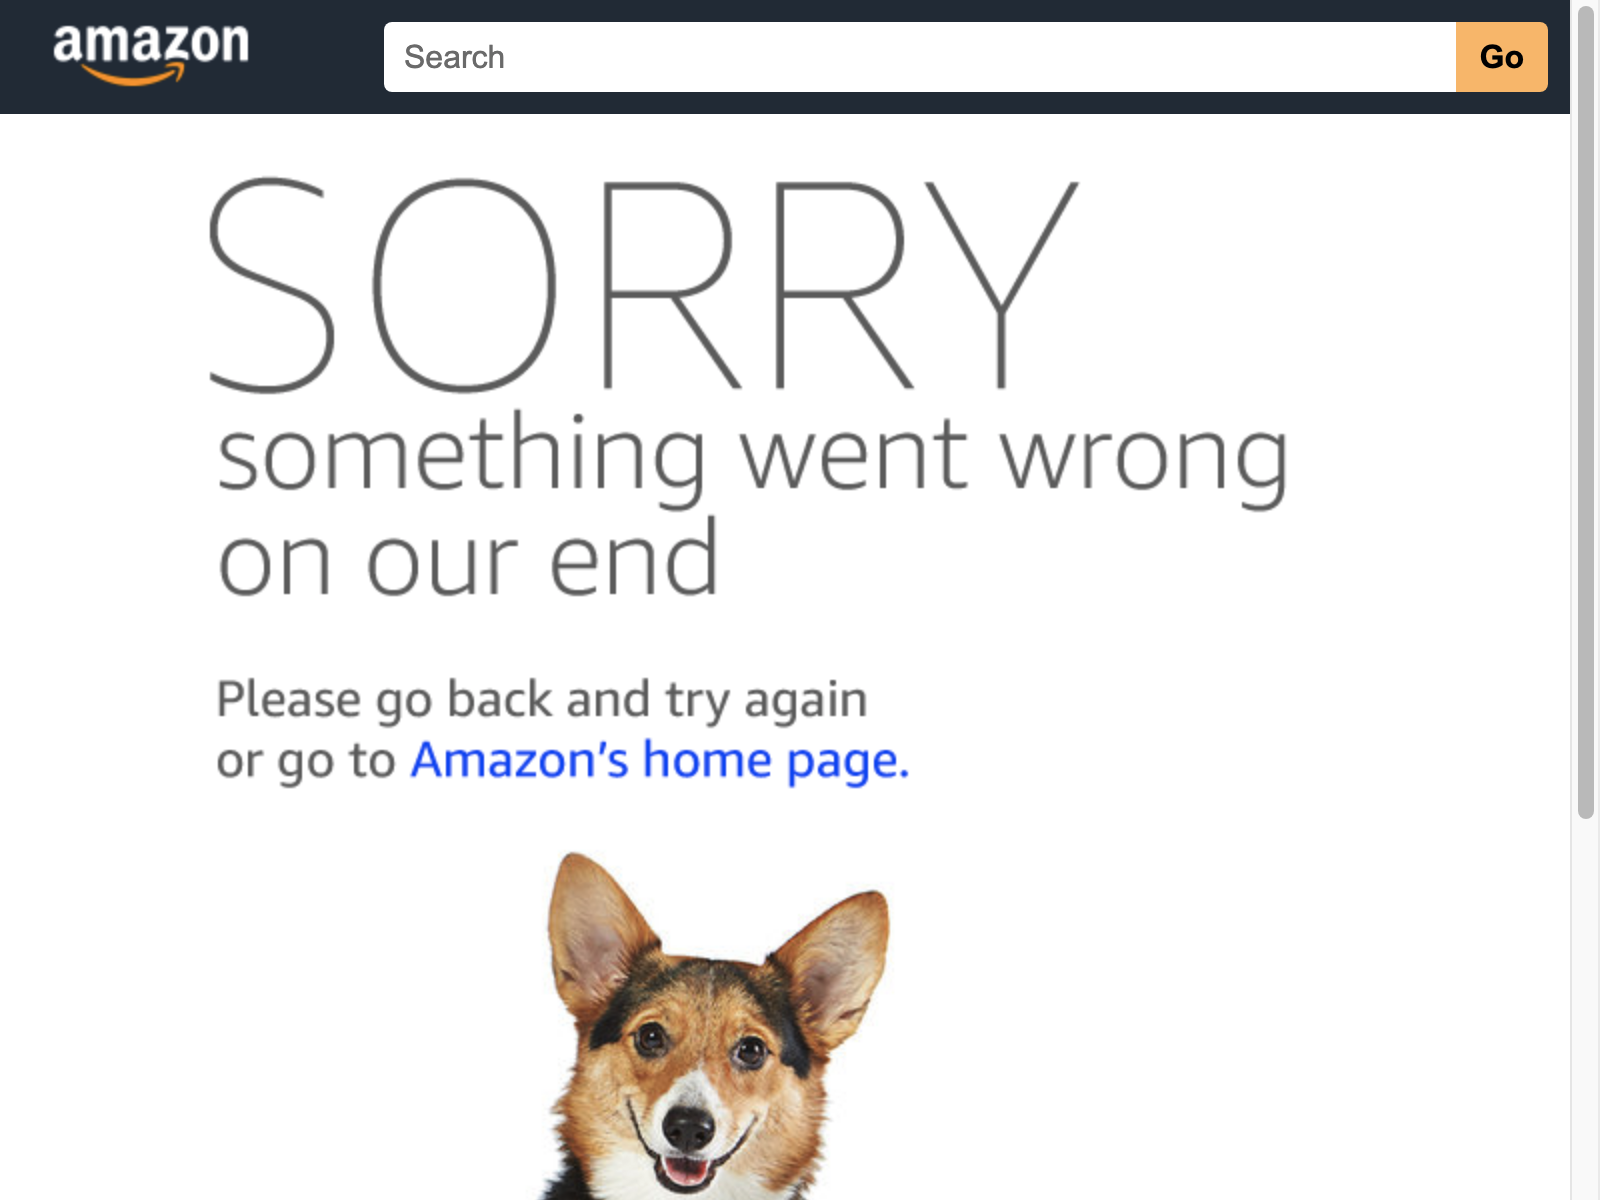 amazon
Search
Go
SORRY
something went wrong
on our end
Please go back and try again
or go to Amazon's home page.